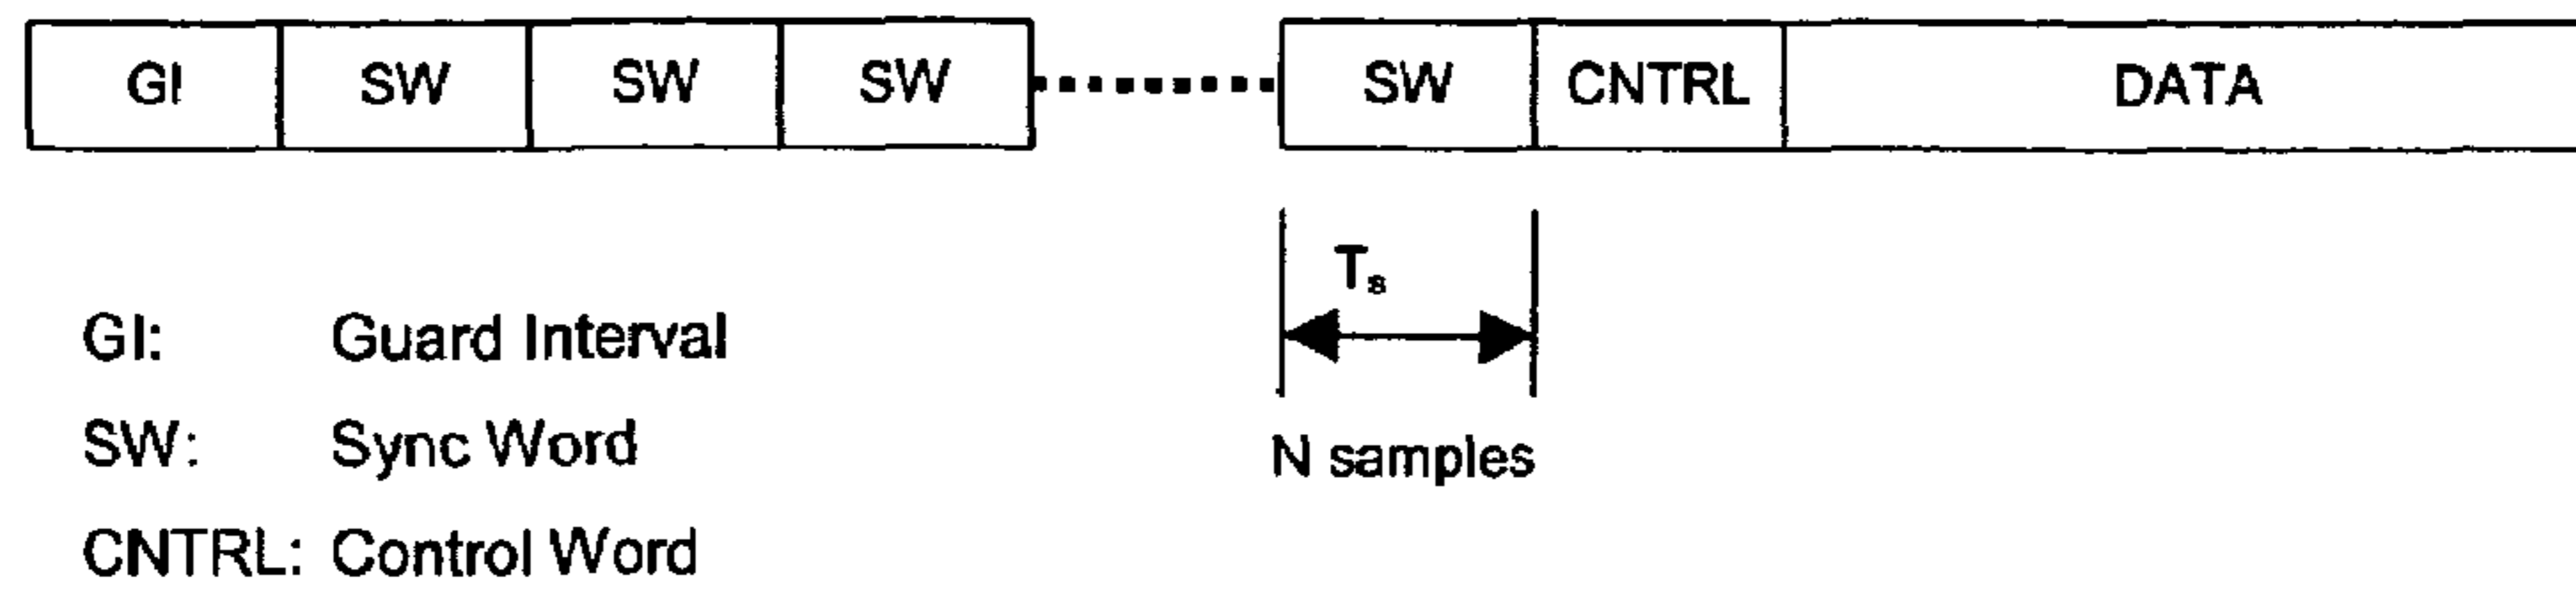 GI SW SW SW SW CNTRL DATA
Ts
N samples
GI: Guard Interval
SW: Sync Word
CNTRL: Control Word